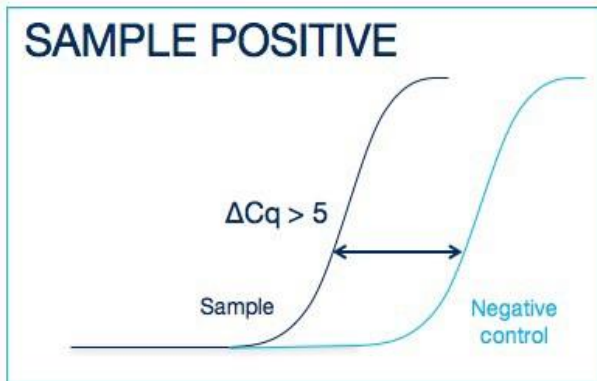 SAMPLE POSITIVE
ΔCq > 5
Sample
Negative
control